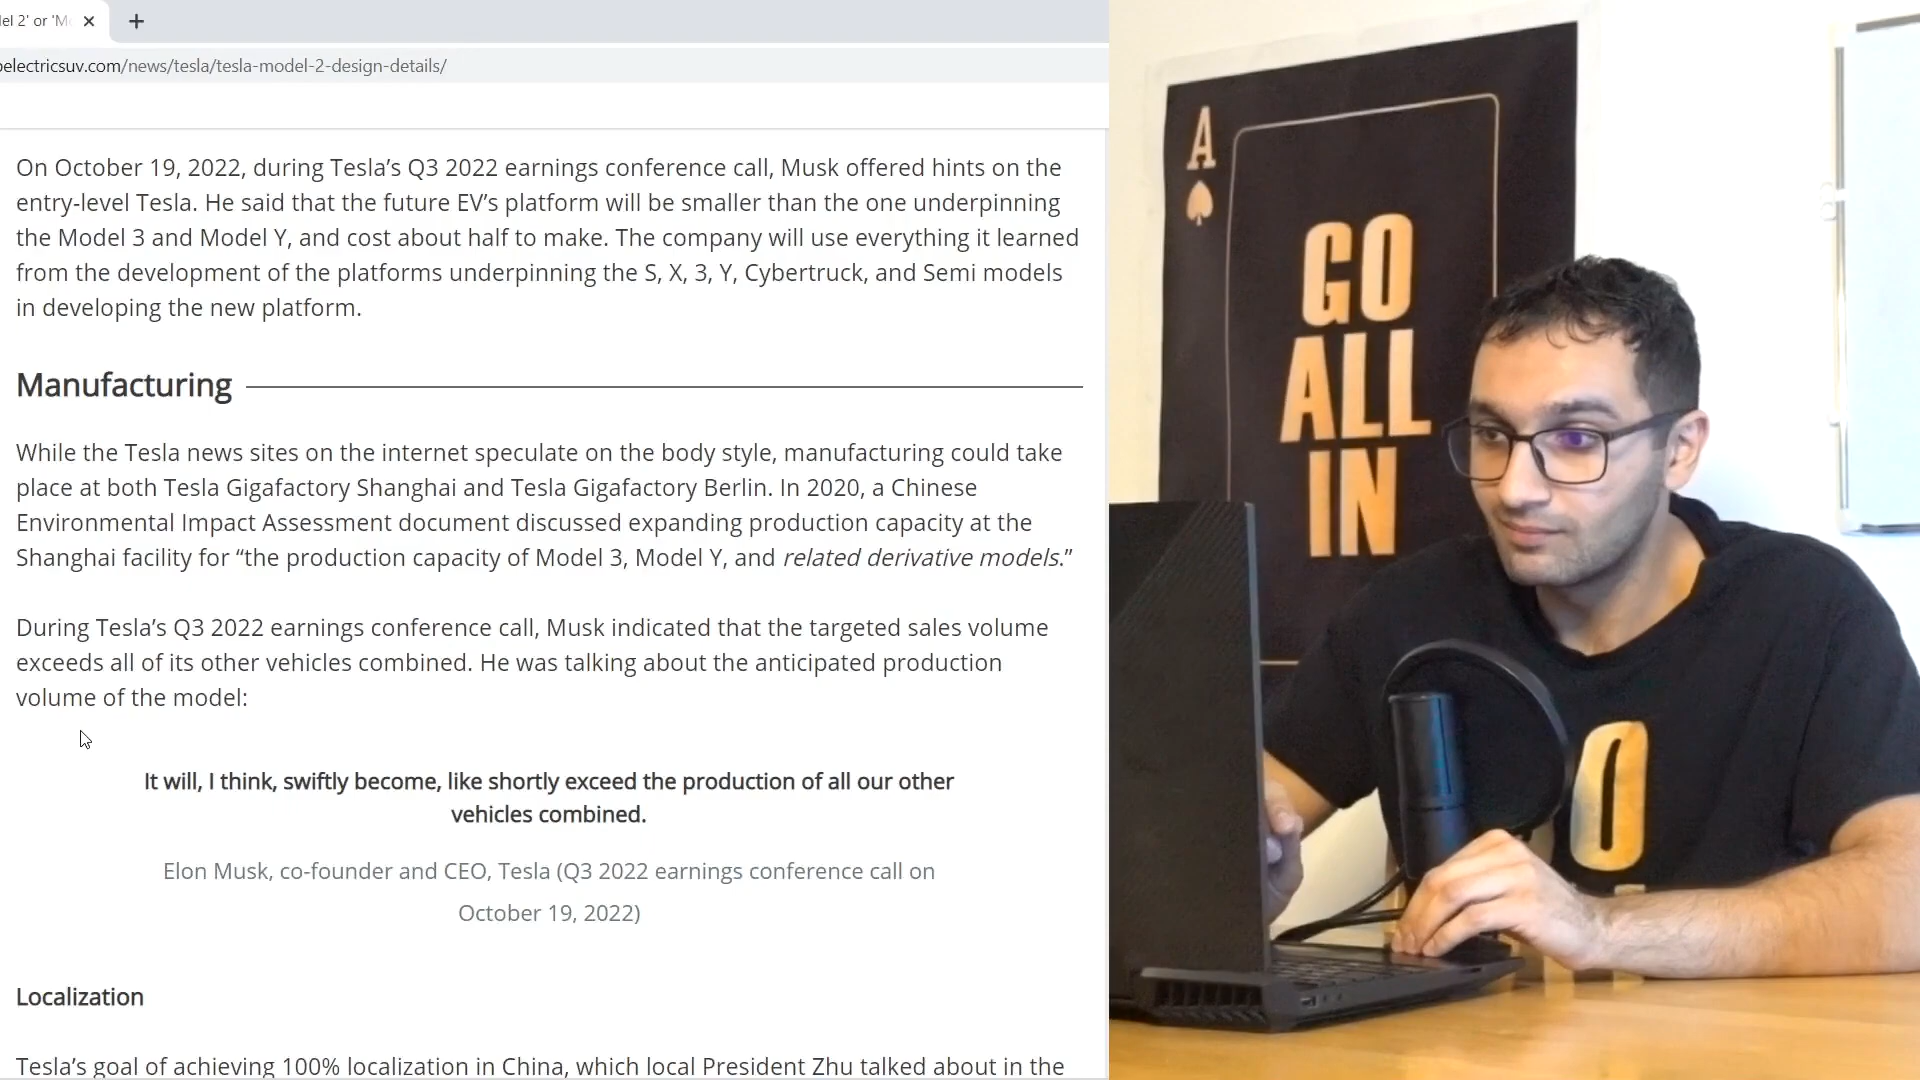 el 2' or 'M
electricsuv.com/news/tesla/tesla-model-2-design-details/
On October 19, 2022, during Tesla’s Q3 2022 earnings conference call, Musk offered hints on the
entry-level Tesla. He said that the future EV’s platform will be smaller than the one underpinning
the Model 3 and Model Y, and cost about half to make. The company will use everything it learned
from the development of the platforms underpinning the S, X, 3, Y, Cybertruck, and Semi models
in developing the new platform.
Manufacturing
While the Tesla news sites on the internet speculate on the body style, manufacturing could take
place at both Tesla Gigafactory Shanghai and Tesla Gigafactory Berlin. In 2020, a Chinese
Environmental Impact Assessment document discussed expanding production capacity at the
Shanghai facility for “the production capacity of Model 3, Model Y, and related derivative models.”
During Tesla’s Q3 2022 earnings conference call, Musk indicated that the targeted sales volume
exceeds all of its other vehicles combined. He was talking about the anticipated production
volume of the model:
It will, I think, swiftly become, like shortly exceed the production of all our other
vehicles combined.
Elon Musk, co-founder and CEO, Tesla (Q3 2022 earnings conference call on
October 19, 2022)
Localization
Tesla’s goal of achieving 100% localization in China, which local President Zhu talked about in the
A
GO
ALL
IN